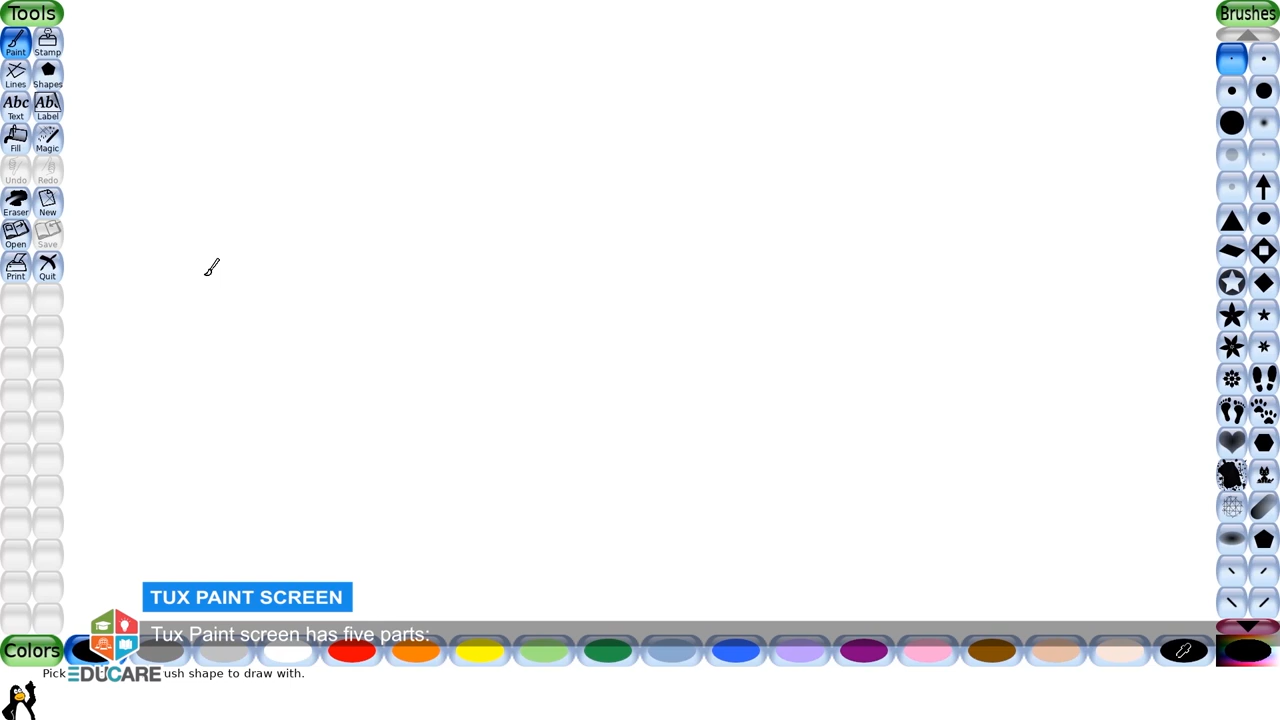 Tools
Brushes
Paint
Stamp
Lines
Shapes
Abc
Text
Abc
Label
Fill
Magic
Undo
Redo
Eraser
New
Open
Save
Print
Quit
TUX PAINT SCREEN
Tux Paint screen has five parts:
Colors
Pick
EDUCARE
ush shape to draw with.